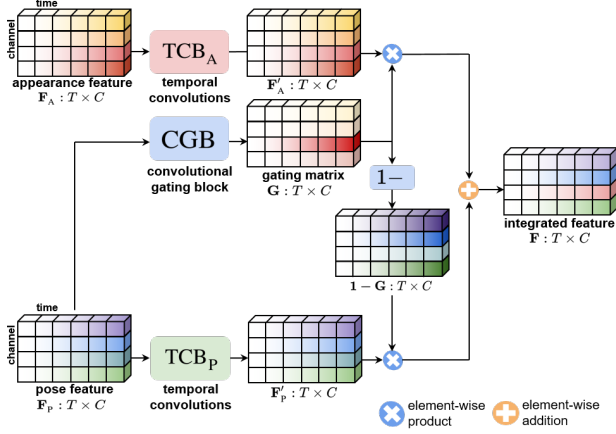 time
channel
appearance feature
F_A : T × C
TCB_A
temporal
convolutions
F′_A : T × C
CGB
convolutional
gating block
gating matrix
G : T × C
1−
1 − G : T × C
integrated feature
F : T × C
time
channel
pose feature
F_P : T × C
TCB_P
temporal
convolutions
F′_P : T × C
element-wise
product
element-wise
addition